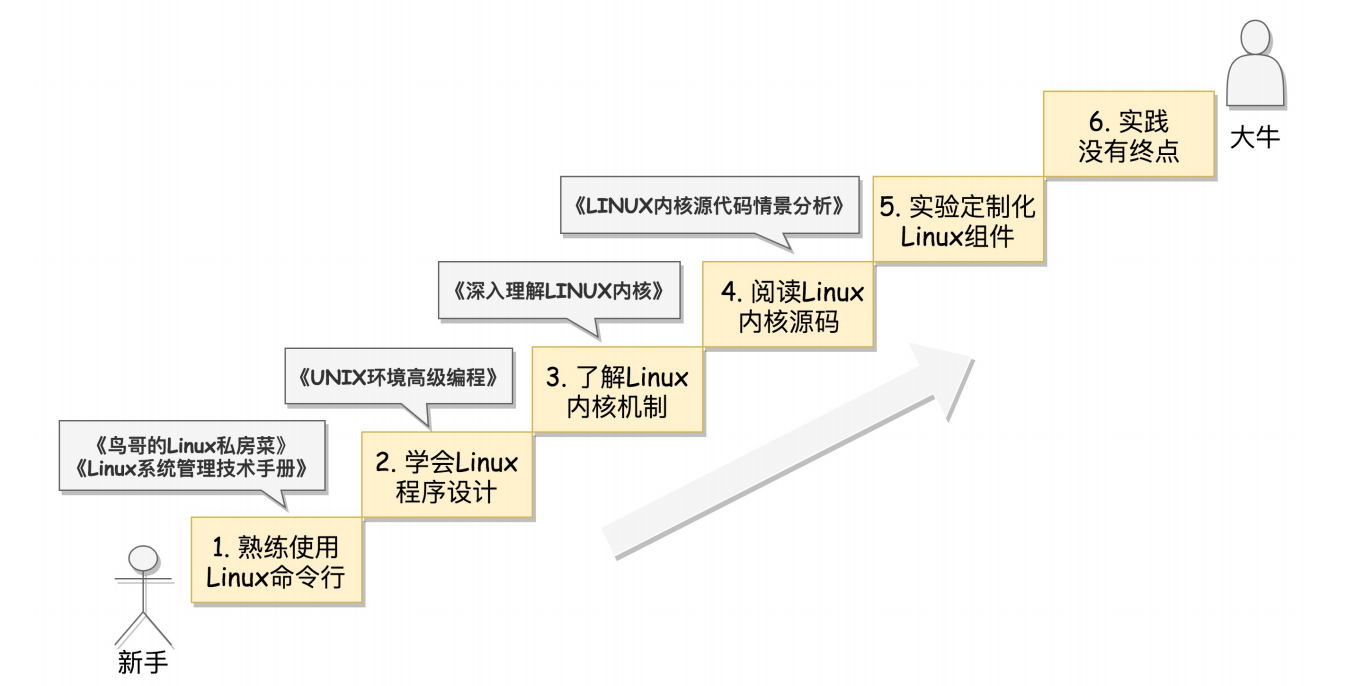 大牛
6. 实践
没有终点
《LINUX内核源代码情景分析》
5. 实验定制化
Linux组件
《深入理解LINUX内核》
4. 阅读Linux
内核源码
《UNIX环境高级编程》
3. 了解Linux
内核机制
《鸟哥的Linux私房菜》
《Linux系统管理技术手册》
2. 学会Linux
程序设计
1. 熟练使用
Linux命令行
新手